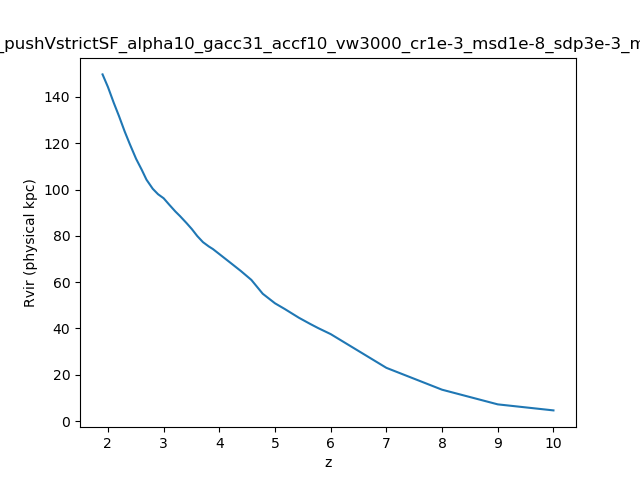 _pushVstrictSF_alpha10_gacc31_accf10_vw3000_cr1e-3_msd1e-8_sdp3e-3_m
140
120
100
80
60
40
20
0
Rvir (physical kpc)
2 3 4 5 6 7 8 9 10
z